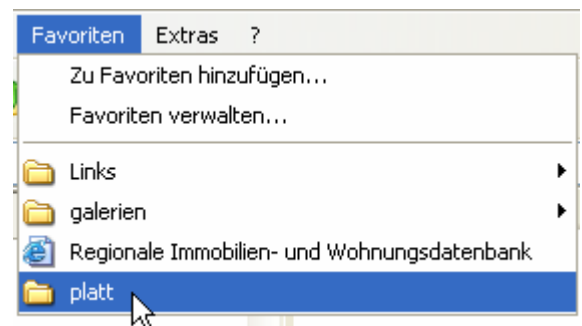 Favoriten Extras ?
Zu Favoriten hinzufügen...
Favoriten verwalten...
Links
galerien
Regionale Immobilien- und Wohnungsdatenbank
platt